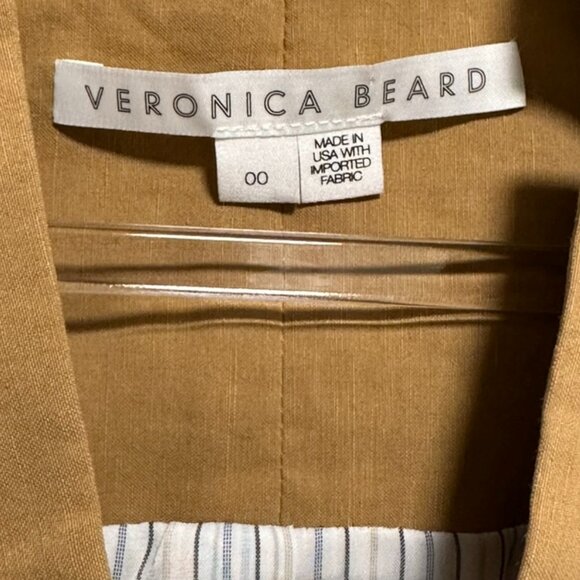 VERONICA BEARD
00
MADE IN
USA WITH
IMPORTED
FABRIC